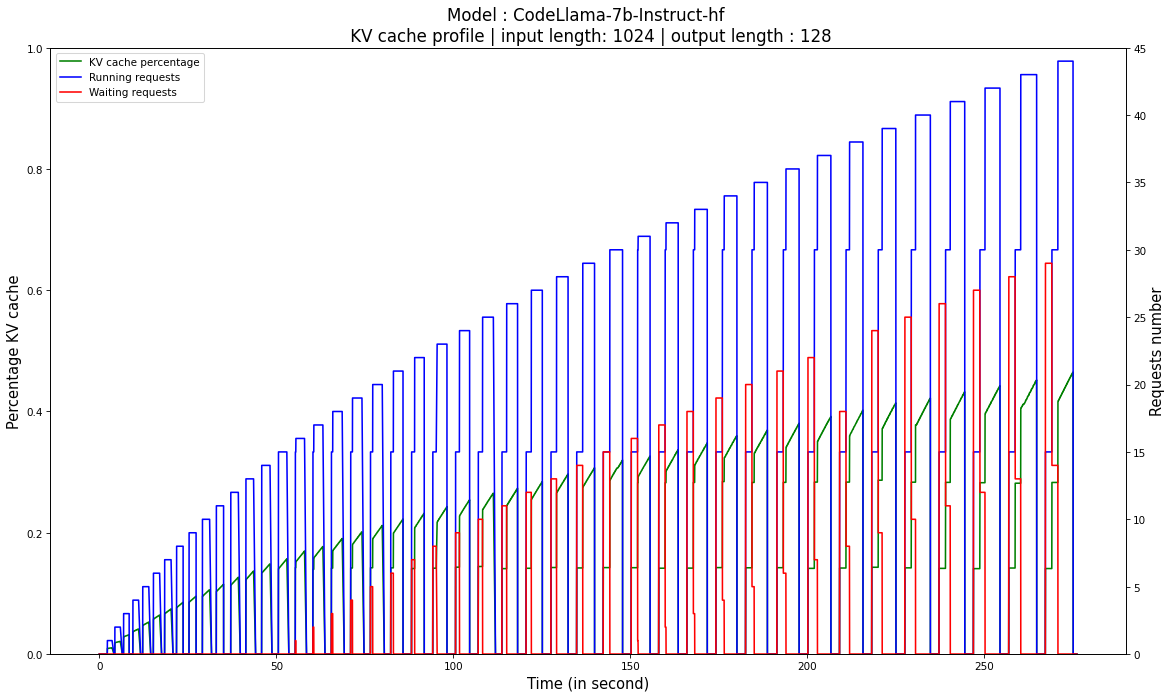 Model : CodeLlama-7b-Instruct-hf
KV cache profile | input length: 1024 | output length : 128
KV cache percentage
Running requests
Waiting requests
1.0
0.8
0.6
0.4
0.2
0.0
Percentage KV cache
45
40
35
30
25
20
15
10
5
0
Requests number
0
50
100
150
200
250
Time (in second)